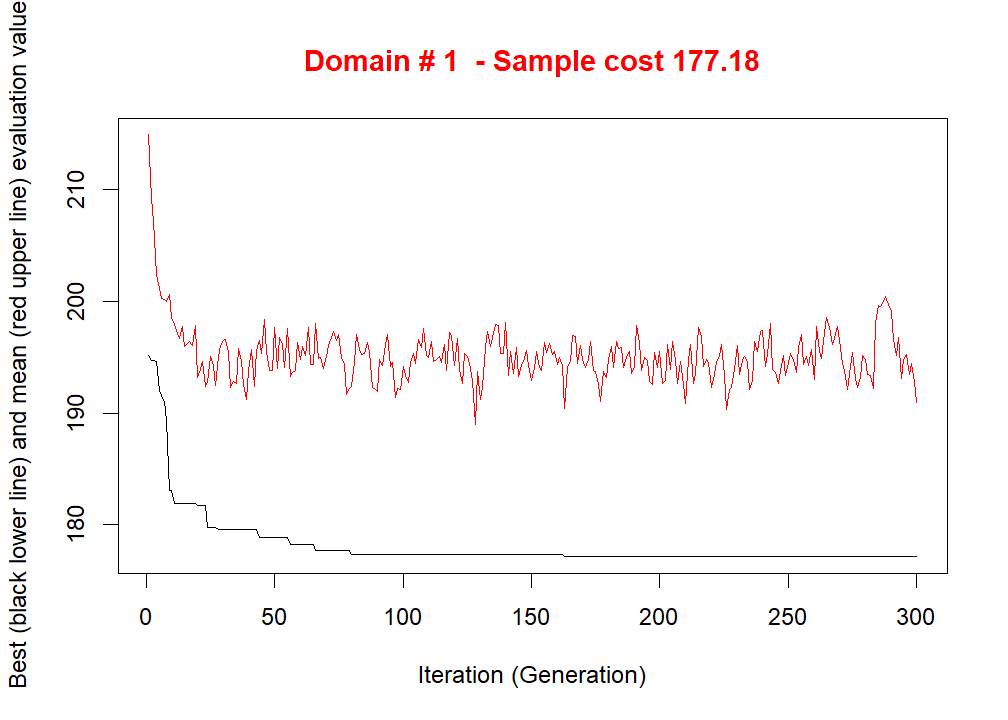 Domain # 1  - Sample cost 177.18
Best (black lower line) and mean (red upper line) evaluation value
210
200
190
180
0 50 100 150 200 250 300
Iteration (Generation)